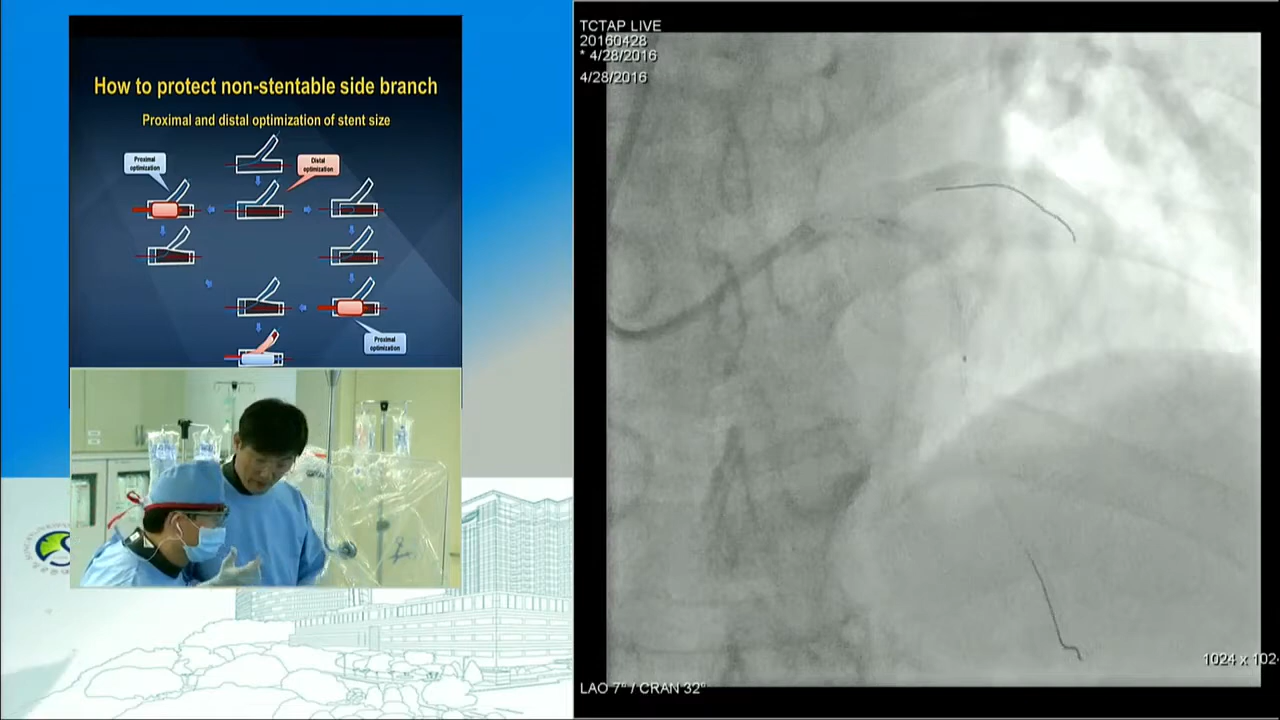 How to protect non-stentable side branch
Proximal and distal optimization of stent size
Proximal
optimization
Distal
optimization
Proximal
optimization
TCTAP LIVE
20160428
* 4/28/2016
4/28/2016
1024 x 102
LAO 7° / CRAN 32°